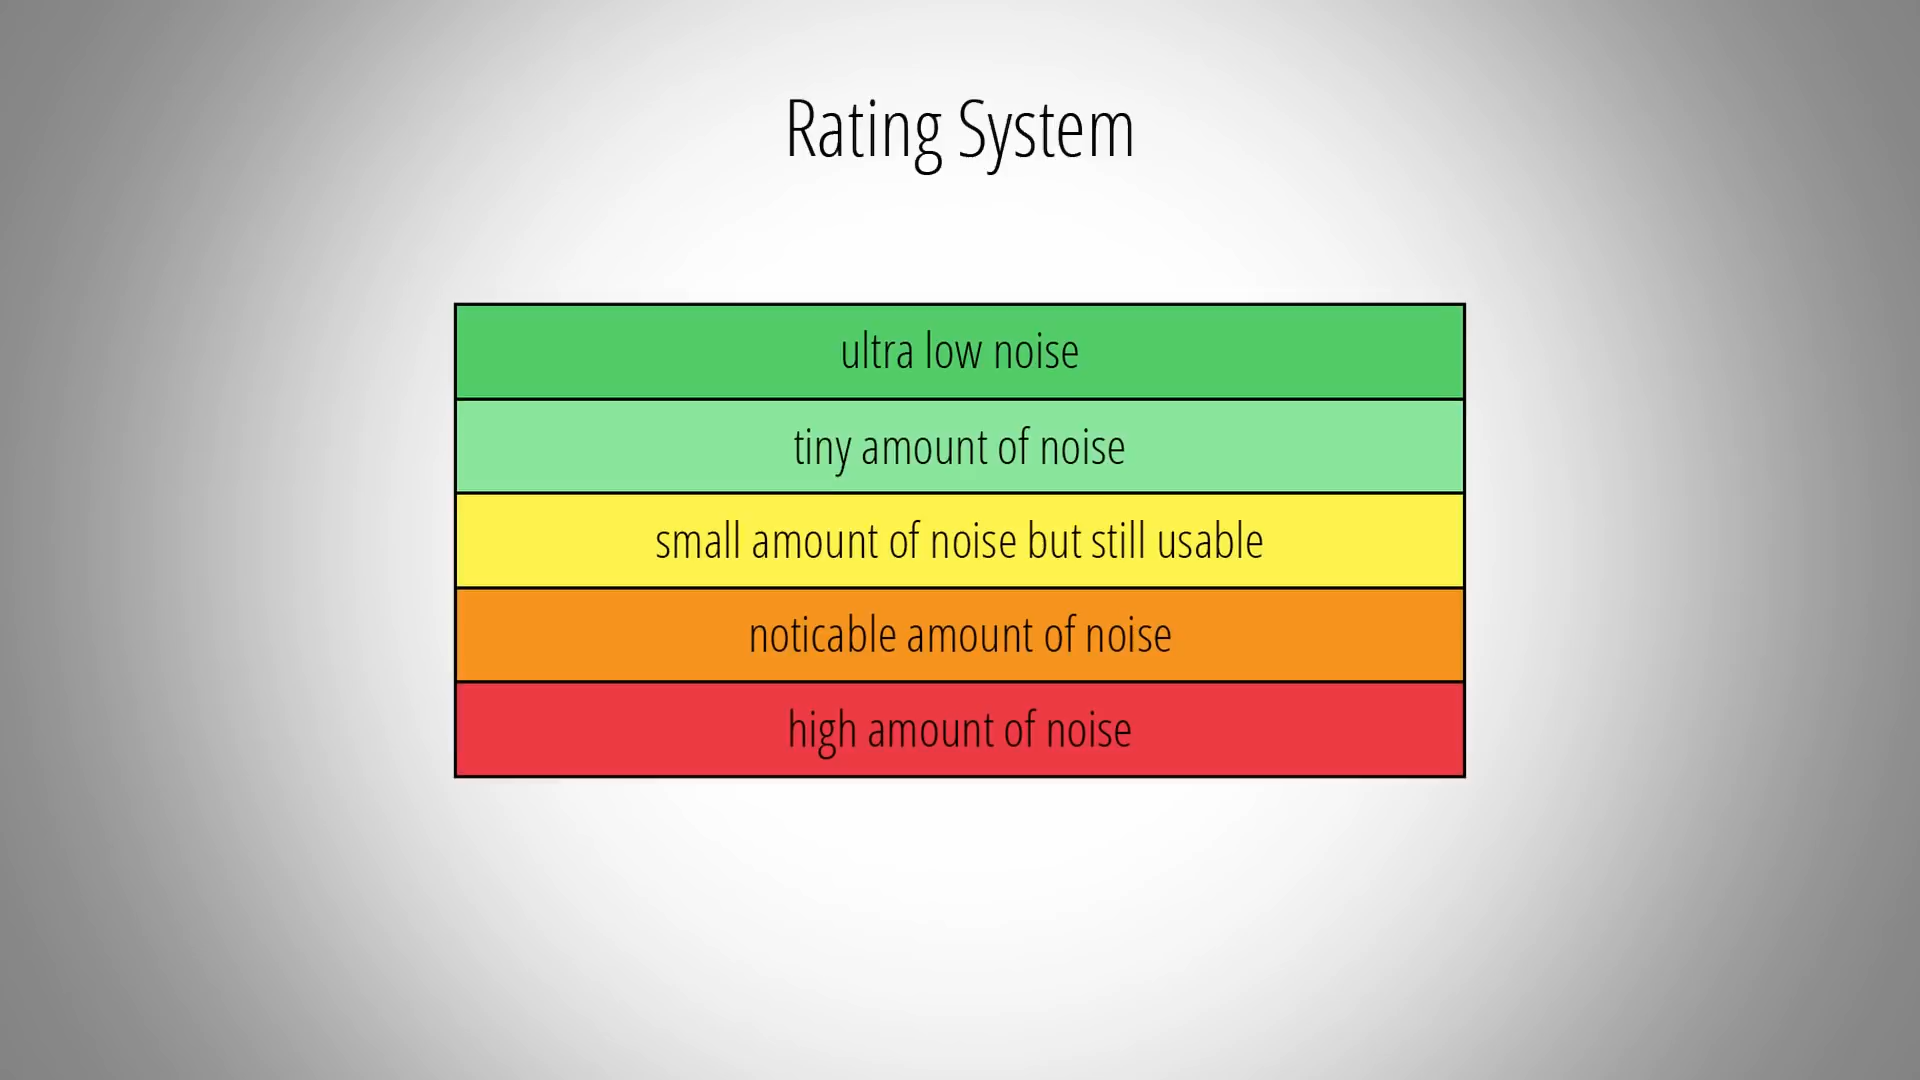 Rating System
ultra low noise
tiny amount of noise
small amount of noise but still usable
noticable amount of noise
high amount of noise